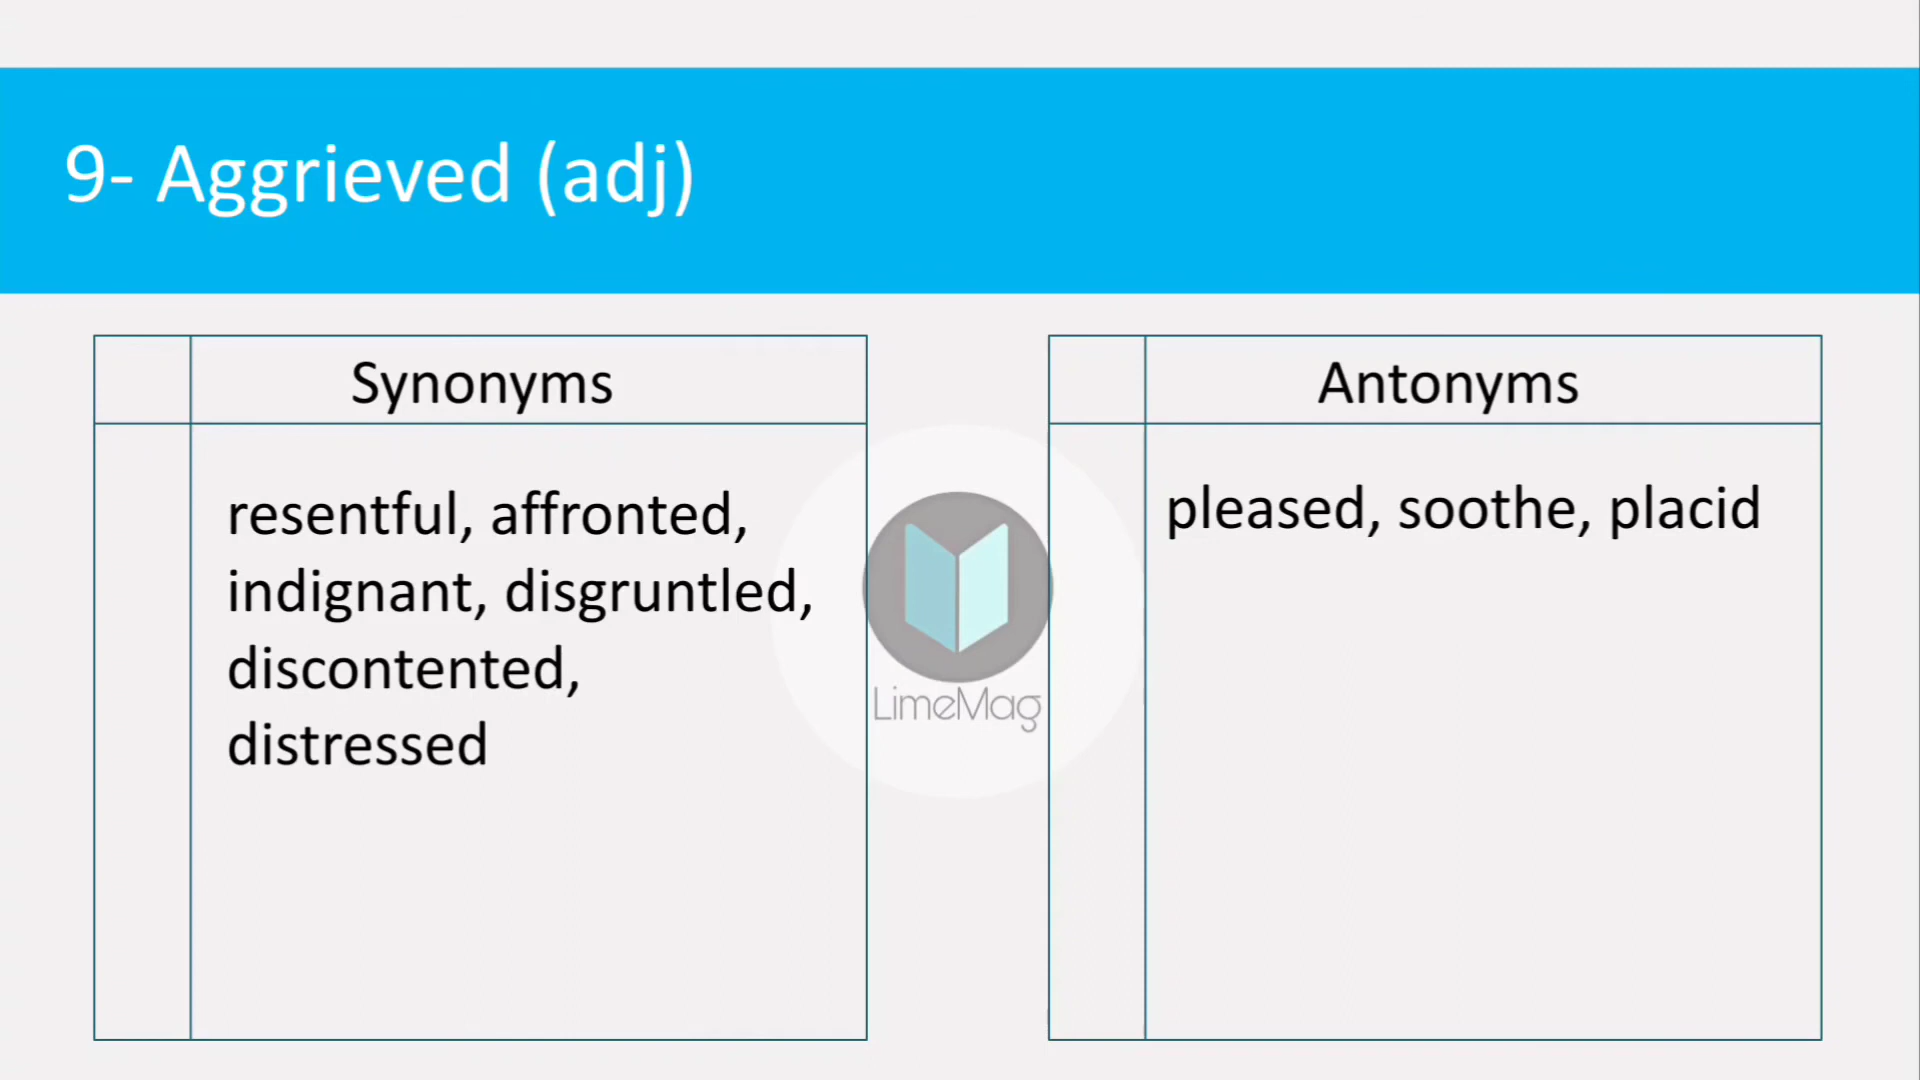 9- Aggrieved (adj)
Synonyms
resentful, affronted,
indignant, disgruntled,
discontented,
distressed
Antonyms
pleased, soothe, placid
LimeMag